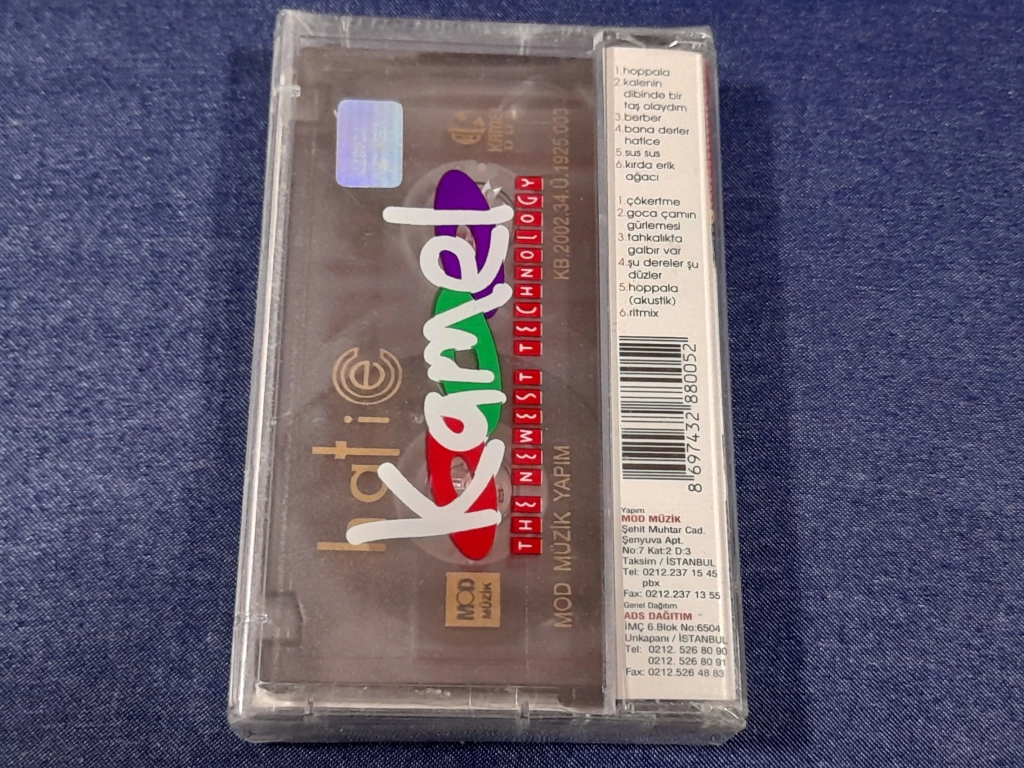 hatice
Kamel
THE NEWEST TECHNOLOGY
MOD
MÜZİK
MOD MÜZİK YAPIM
KB.2002.34.Ü.1925.003
KAMEL
1.hoppala
2.kalenin
dibinde bir
taş olaydım
3.berber
4.bana derler
hatice
5.sus sus
6.kırda erik
ağacı
1.çökertme
2.goca çamın
gürlemesi
3.tahkalıkta
galbır var
4.şu dereler şu
düzler
5.hoppala
(akustik)
6.ritmix
8 697432 880052
Yapım
MOD MÜZİK
Şehit Muhtar Cad.
Şenyuva Apt.
No:7 Kat:2 D:3
Taksim / İSTANBUL
Tel: 0212.237 15 45
pbx
Fax: 0212.237 13 55
Genel Dağıtım
ADS DAĞITIM
İMÇ 6.Blok No:6504
Unkapanı / İSTANBUL
Tel: 0212. 526 80 90
0212. 526 80 91
Fax: 0212.526 48 83